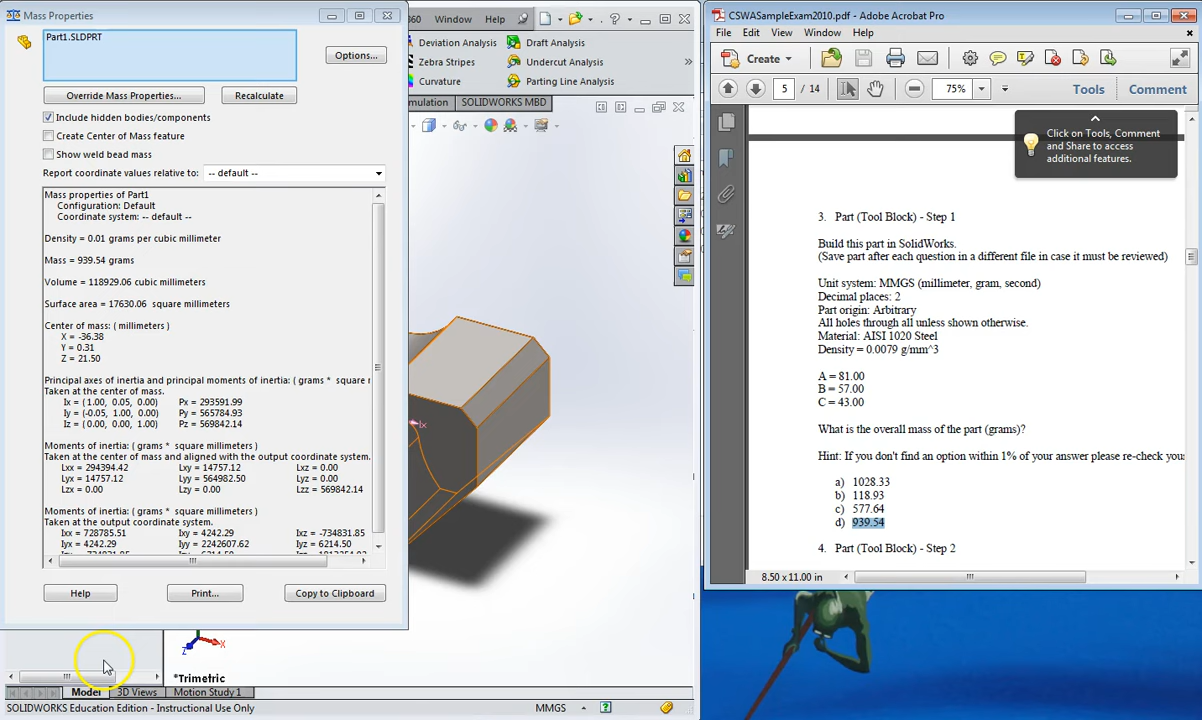 Mass Properties
Part1.SLDPRT
Options...
Override Mass Properties...
Recalculate
Include hidden bodies/components
Create Center of Mass feature
Show weld bead mass
Report coordinate values relative to:
-- default --
Mass properties of Part1
Configuration: Default
Coordinate system: -- default --
Density = 0.01 grams per cubic millimeter
Mass = 939.54 grams
Volume = 118929.06 cubic millimeters
Surface area = 17630.06 square millimeters
Center of mass: ( millimeters )
X = -36.38
Y = 0.31
Z = 21.50
Principal axes of inertia and principal moments of inertia: ( grams * square
Taken at the center of mass.
Ix = ( 1.00, 0.05, 0.00) Px = 293591.99
Iy = (-0.05, 1.00, 0.00) Py = 565784.93
Iz = ( 0.00, 0.00, 1.00) Pz = 569842.14
Moments of inertia: ( grams * square millimeters )
Taken at the center of mass and aligned with the output coordinate system.
Lxx = 294394.42 Lxy = 14757.12 Lxz = 0.00
Lyx = 14757.12 Lyy = 564982.50 Lyz = 0.00
Lzx = 0.00 Lzy = 0.00 Lzz = 569842.14
Moments of inertia: ( grams * square millimeters )
Taken at the output coordinate system.
Ixx = 728785.51 Ixy = 4242.29 Ixz = -734831.85
Iyx = 4242.29 Iyy = 2242607.62 Iyz = 6214.50
Help
Print...
Copy to Clipboard
360 Window Help
Deviation Analysis
Draft Analysis
Zebra Stripes
Undercut Analysis
Curvature
Parting Line Analysis
mulation
SOLIDWORKS MBD
Ix
Z
X
*Trimetric
Model
3D Views
Motion Study 1
SOLIDWORKS Education Edition - Instructional Use Only
MMGS
CSWASampleExam2010.pdf - Adobe Acrobat Pro
File Edit View Window Help
Create
5 / 14
75%
Tools
Comment
Click on Tools, Comment
and Share to access
additional features.
3. Part (Tool Block) - Step 1
Build this part in SolidWorks.
(Save part after each question in a different file in case it must be reviewed)
Unit system: MMGS (millimeter, gram, second)
Decimal places: 2
Part origin: Arbitrary
All holes through all unless shown otherwise.
Material: AISI 1020 Steel
Density = 0.0079 g/mm^3
A = 81.00
B = 57.00
C = 43.00
What is the overall mass of the part (grams)?
Hint: If you don't find an option within 1% of your answer please re-check your
a) 1028.33
b) 118.93
c) 577.64
d) 939.54
4. Part (Tool Block) - Step 2
8.50 x 11.00 in